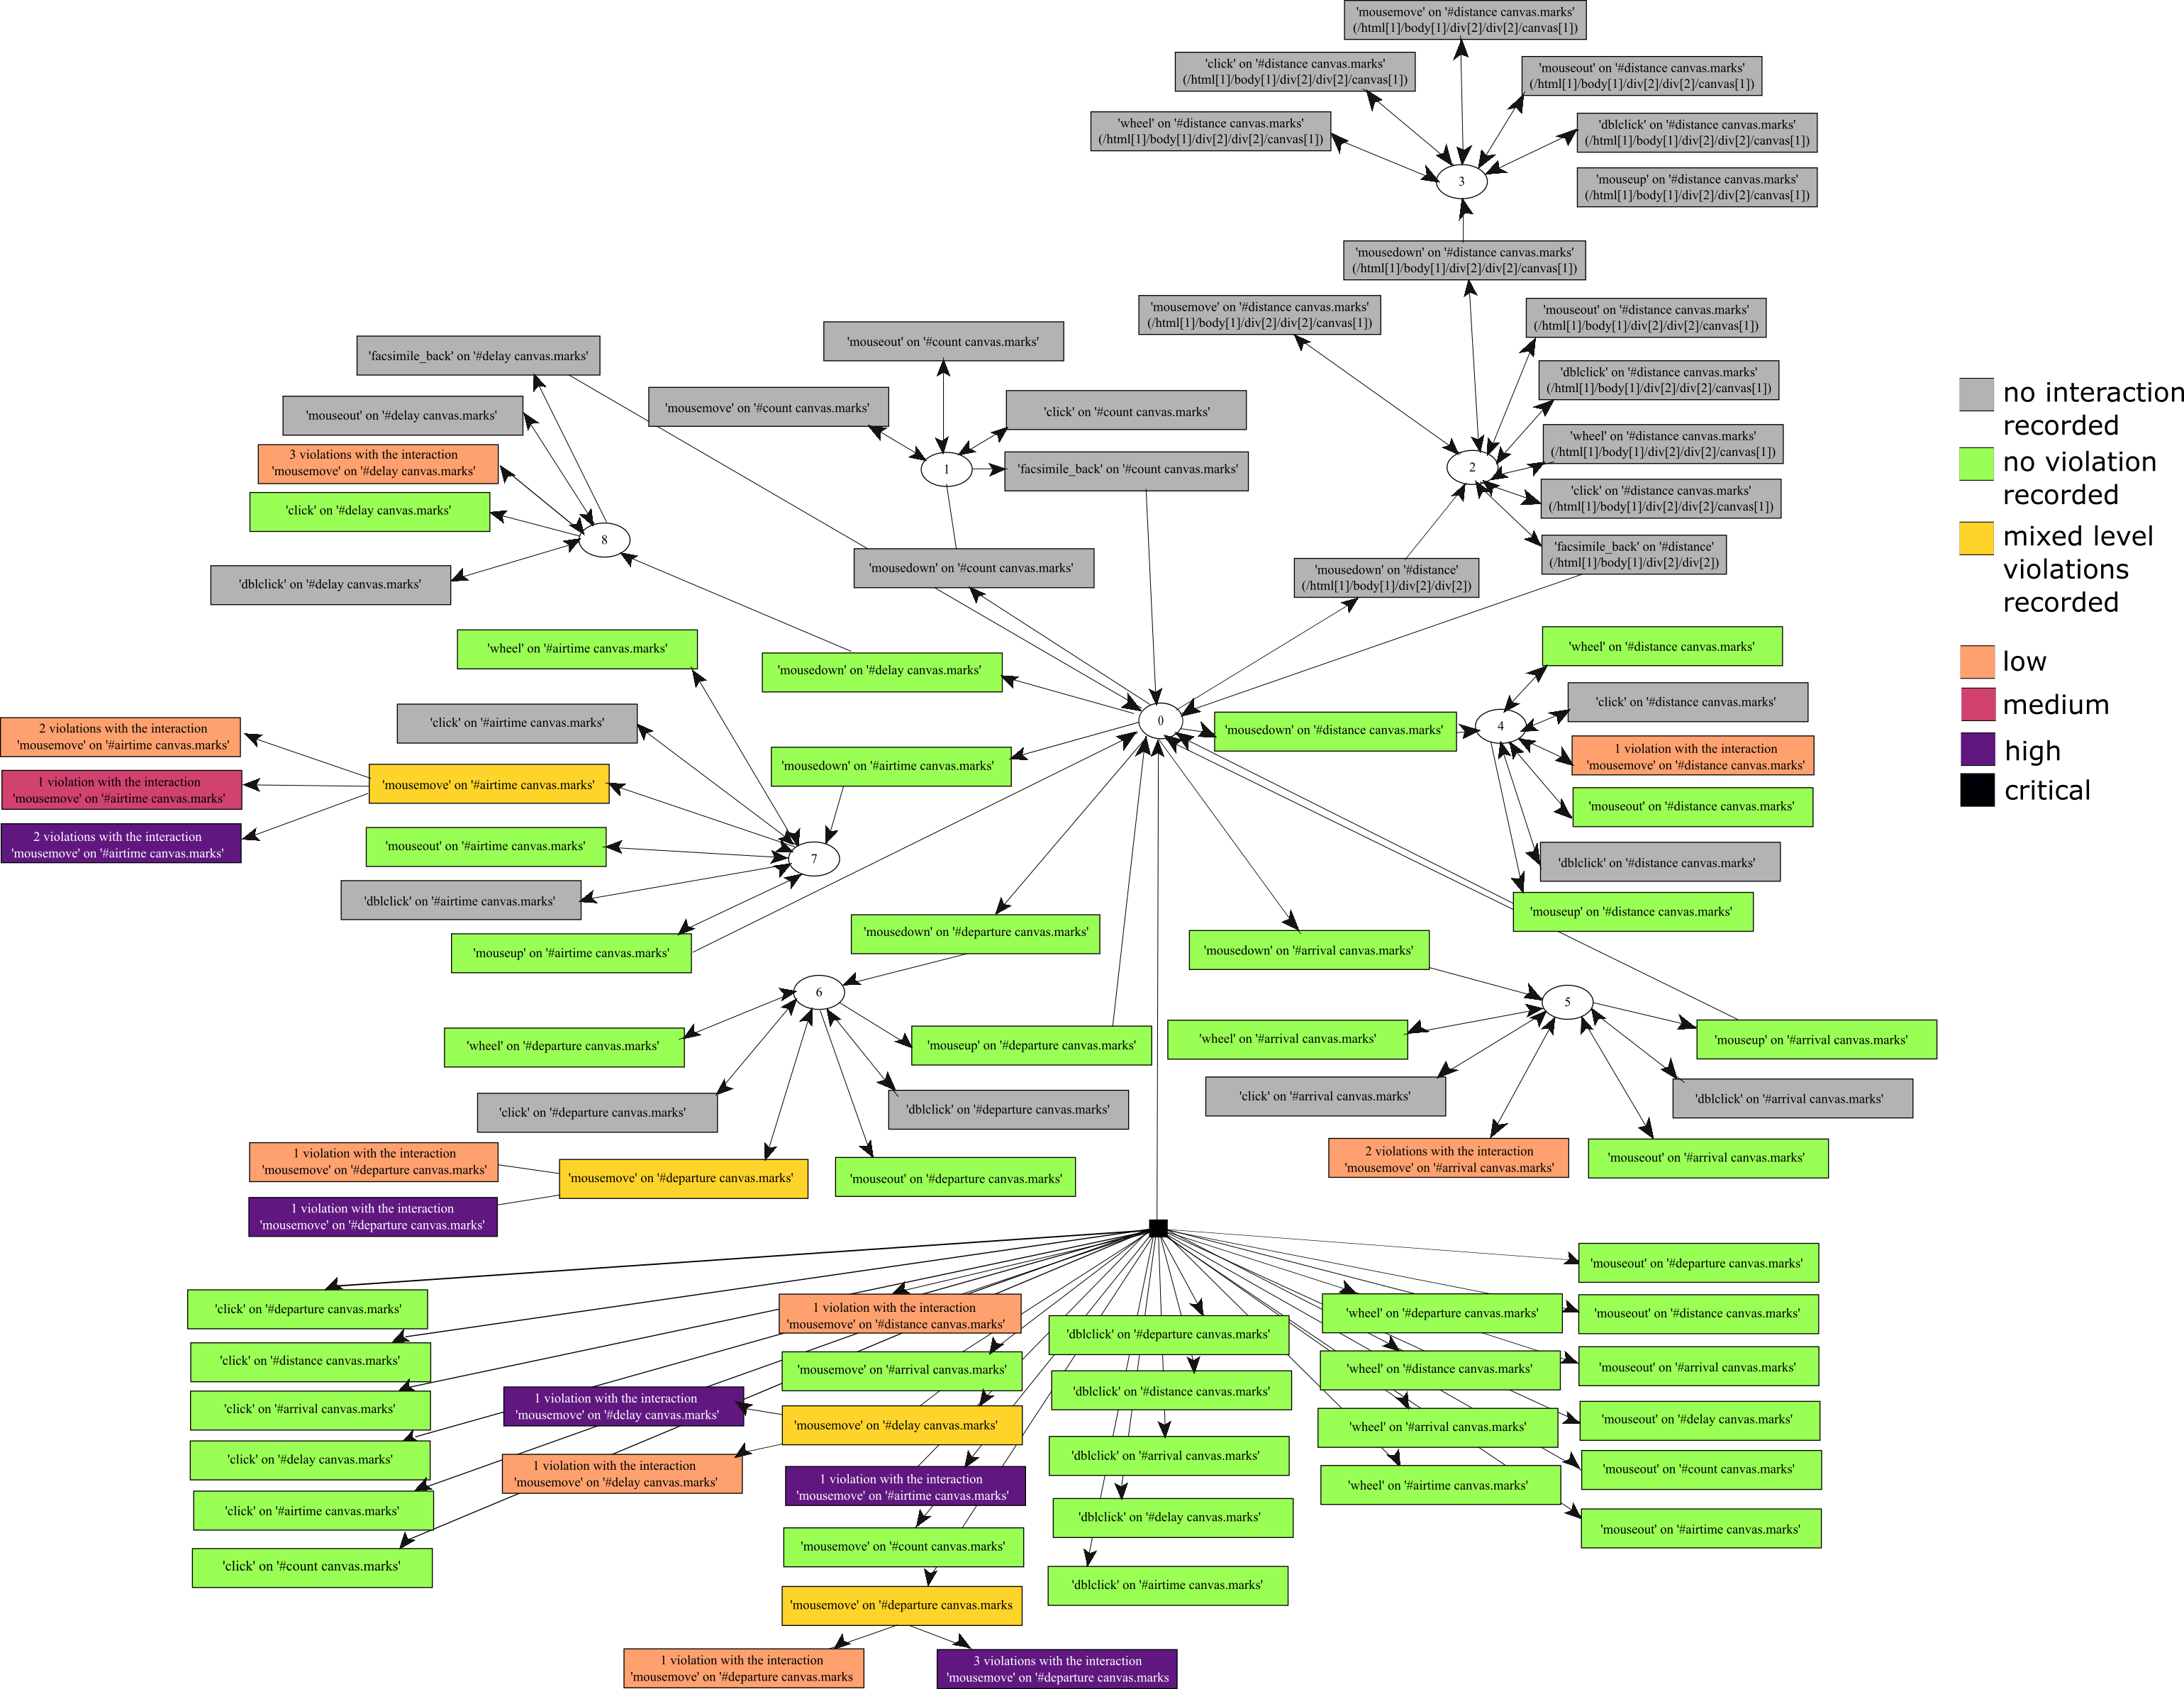 'mousemove' on '#distance canvas.marks'
(/html[1]/body[1]/div[2]/div[2]/canvas[1])
'click' on '#distance canvas.marks'
(/html[1]/body[1]/div[2]/div[2]/canvas[1])
'mouseout' on '#distance canvas.marks'
(/html[1]/body[1]/div[2]/div[2]/canvas[1])
'wheel' on '#distance canvas.marks'
(/html[1]/body[1]/div[2]/div[2]/canvas[1])
'dblclick' on '#distance canvas.marks'
(/html[1]/body[1]/div[2]/div[2]/canvas[1])
3
'mouseup' on '#distance canvas.marks'
(/html[1]/body[1]/div[2]/div[2]/canvas[1])
'mousedown' on '#distance canvas.marks'
(/html[1]/body[1]/div[2]/div[2]/canvas[1])
'mousemove' on '#distance canvas.marks'
(/html[1]/body[1]/div[2]/div[2]/canvas[1])
'mouseout' on '#distance canvas.marks'
(/html[1]/body[1]/div[2]/div[2]/canvas[1])
'dblclick' on '#distance canvas.marks'
(/html[1]/body[1]/div[2]/div[2]/canvas[1])
'wheel' on '#distance canvas.marks'
(/html[1]/body[1]/div[2]/div[2]/canvas[1])
2
'click' on '#distance canvas.marks'
(/html[1]/body[1]/div[2]/div[2]/canvas[1])
'facsimile_back' on '#distance'
(/html[1]/body[1]/div[2]/div[2])
'mousedown' on '#distance'
(/html[1]/body[1]/div[2]/div[2])
'mouseout' on '#count canvas.marks'
'mousemove' on '#count canvas.marks'
'click' on '#count canvas.marks'
1
'facsimile_back' on '#count canvas.marks'
'mousedown' on '#count canvas.marks'
'facsimile_back' on '#delay canvas.marks'
'mouseout' on '#delay canvas.marks'
3 violations with the interaction
'mousemove' on '#delay canvas.marks'
'click' on '#delay canvas.marks'
8
'dblclick' on '#delay canvas.marks'
'mousedown' on '#delay canvas.marks'
0
'wheel' on '#airtime canvas.marks'
'click' on '#airtime canvas.marks'
2 violations with the interaction
'mousemove' on '#airtime canvas.marks'
1 violation with the interaction
'mousemove' on '#airtime canvas.marks'
2 violations with the interaction
'mousemove' on '#airtime canvas.marks'
'mousemove' on '#airtime canvas.marks'
'mousedown' on '#airtime canvas.marks'
'mouseout' on '#airtime canvas.marks'
7
'dblclick' on '#airtime canvas.marks'
'mouseup' on '#airtime canvas.marks'
'mousedown' on '#distance canvas.marks'
4
'wheel' on '#distance canvas.marks'
'click' on '#distance canvas.marks'
1 violation with the interaction
'mousemove' on '#distance canvas.marks'
'mouseout' on '#distance canvas.marks'
'dblclick' on '#distance canvas.marks'
'mouseup' on '#distance canvas.marks'
'mousedown' on '#departure canvas.marks'
6
'wheel' on '#departure canvas.marks'
'mouseup' on '#departure canvas.marks'
'click' on '#departure canvas.marks'
'dblclick' on '#departure canvas.marks'
1 violation with the interaction
'mousemove' on '#departure canvas.marks'
1 violation with the interaction
'mousemove' on '#departure canvas.marks'
'mousemove' on '#departure canvas.marks'
'mouseout' on '#departure canvas.marks'
'mousedown' on '#arrival canvas.marks'
5
'wheel' on '#arrival canvas.marks'
'mouseup' on '#arrival canvas.marks'
'click' on '#arrival canvas.marks'
'dblclick' on '#arrival canvas.marks'
2 violations with the interaction
'mousemove' on '#arrival canvas.marks'
'mouseout' on '#arrival canvas.marks'
'click' on '#departure canvas.marks'
'click' on '#distance canvas.marks'
'click' on '#arrival canvas.marks'
'click' on '#delay canvas.marks'
'click' on '#airtime canvas.marks'
'click' on '#count canvas.marks'
1 violation with the interaction
'mousemove' on '#delay canvas.marks'
1 violation with the interaction
'mousemove' on '#delay canvas.marks'
1 violation with the interaction
'mousemove' on '#distance canvas.marks'
'mousemove' on '#arrival canvas.marks'
'mousemove' on '#delay canvas.marks'
1 violation with the interaction
'mousemove' on '#airtime canvas.marks'
'mousemove' on '#count canvas.marks'
'mousemove' on '#departure canvas.marks
1 violation with the interaction
'mousemove' on '#departure canvas.marks
3 violations with the interaction
'mousemove' on '#departure canvas.marks
'dblclick' on '#departure canvas.marks'
'dblclick' on '#distance canvas.marks'
'dblclick' on '#arrival canvas.marks'
'dblclick' on '#delay canvas.marks'
'dblclick' on '#airtime canvas.marks'
'wheel' on '#departure canvas.marks'
'wheel' on '#distance canvas.marks'
'wheel' on '#arrival canvas.marks'
'wheel' on '#airtime canvas.marks'
'mouseout' on '#departure canvas.marks'
'mouseout' on '#distance canvas.marks'
'mouseout' on '#arrival canvas.marks'
'mouseout' on '#delay canvas.marks'
'mouseout' on '#count canvas.marks'
'mouseout' on '#airtime canvas.marks'
no interaction
recorded
no violation
recorded
mixed level
violations
recorded
low
medium
high
critical